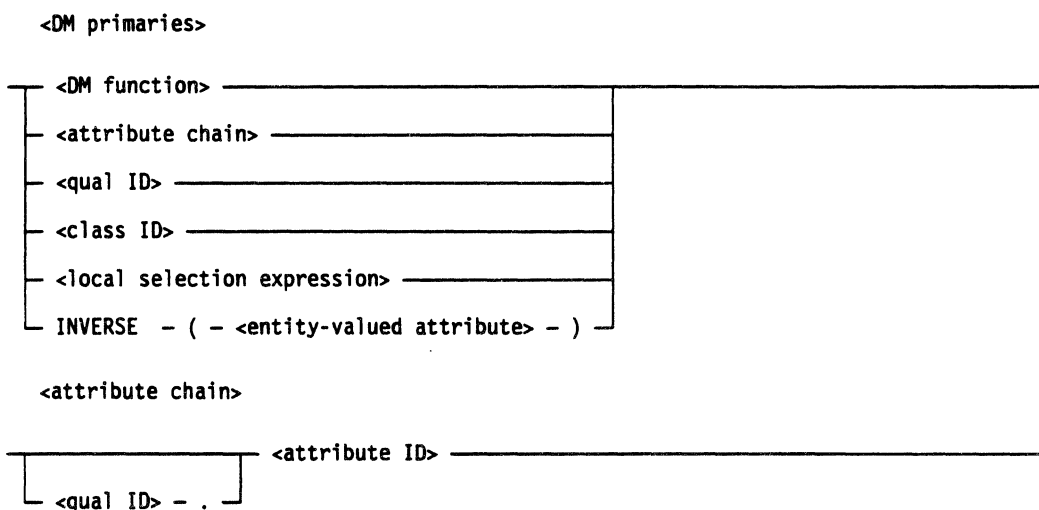 <DM primaries>
<DM function>
<attribute chain>
<qual ID>
<class ID>
<local selection expression>
INVERSE – ( – <entity-valued attribute> – )
<attribute chain>
<attribute ID>
<qual ID> – .